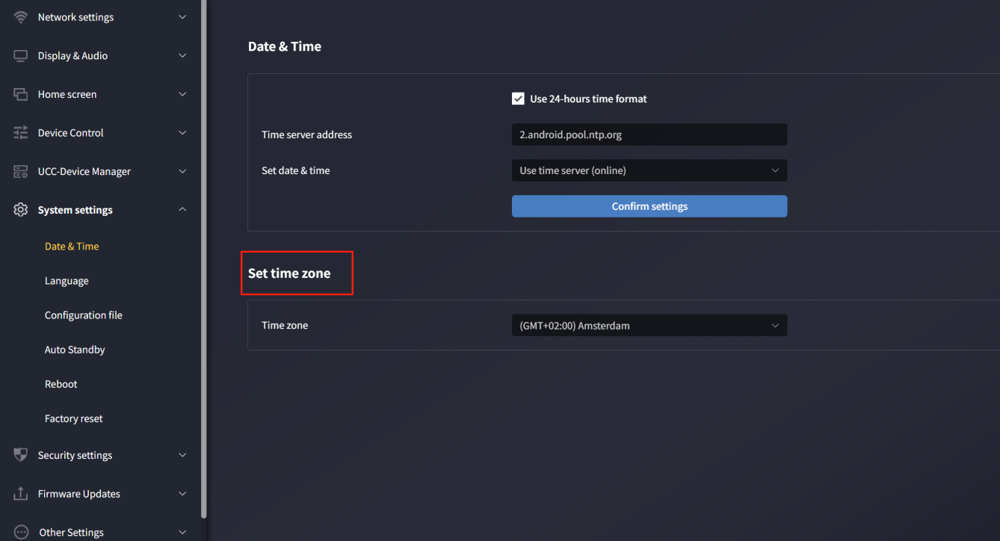 Network settings
Display & Audio
Home screen
Device Control
UCC-Device Manager
System settings
Date & Time
Language
Configuration file
Auto Standby
Reboot
Factory reset
Security settings
Firmware Updates
Other Settings
Date & Time
Use 24-hours time format
Time server address
2.android.pool.ntp.org
Set date & time
Use time server (online)
Confirm settings
Set time zone
Time zone
(GMT+02:00) Amsterdam